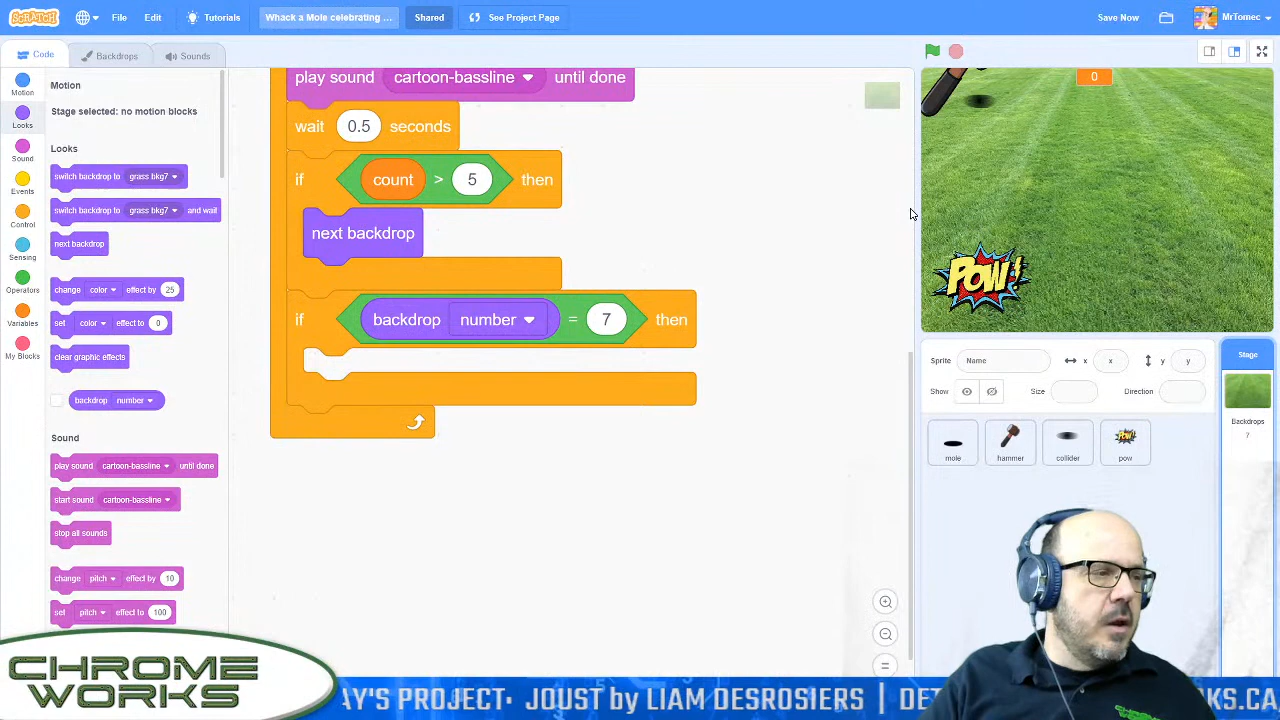 SCRATCH
File
Edit
Tutorials
Whack a Mole celebrating ...
Shared
See Project Page
Save Now
MrTomec
Code
Backdrops
Sounds
Motion
Looks
Sound
Events
Control
Sensing
Operators
Variables
My Blocks
Motion
Stage selected: no motion blocks
Looks
switch backdrop to grass bkg7
switch backdrop to grass bkg7 and wait
next backdrop
change color effect by 25
set color effect to 0
clear graphic effects
backdrop number
Sound
play sound cartoon-bassline until done
start sound cartoon-bassline
stop all sounds
change pitch effect by 10
set pitch effect to 100
play sound cartoon-bassline until done
wait 0.5 seconds
if count > 5 then
next backdrop
if backdrop number = 7 then
0
POW!
Sprite Name x x y y
Show Size Direction
mole
hammer
collider
pow
Stage
Backdrops
7
CHROME
WORKS
AY'S PROJECT· JOUST by LIAM DESROSIERS | DET
KS.CA